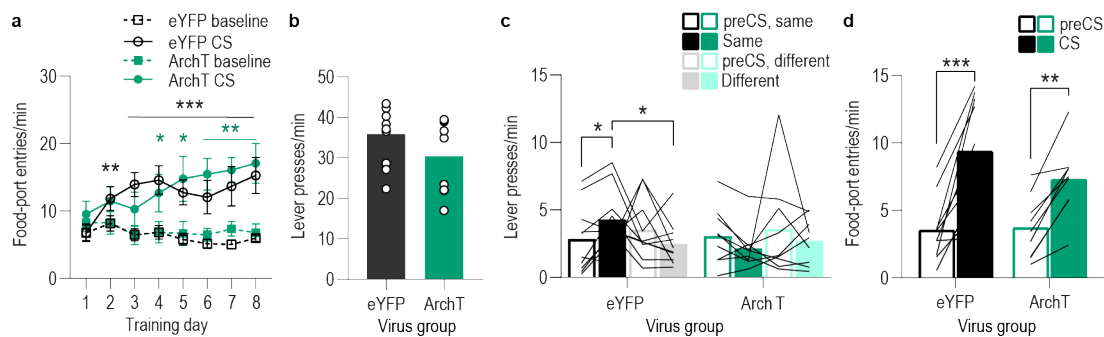 a
eYFP baseline
eYFP CS
ArchT baseline
ArchT CS
Food-port entries/min
30
20
10
0
***
*
*
**
**
1 2 3 4 5 6 7 8
Training day
b
Lever presses/min
50
40
30
20
10
0
eYFP ArchT
Virus group
c
preCS, same
Same
preCS, different
Different
Lever presses/min
15
10
5
0
*
*
eYFP Arch T
Virus group
d
preCS
CS
Food-port entries/min
15
10
5
0
***
**
eYFP ArchT
Virus group